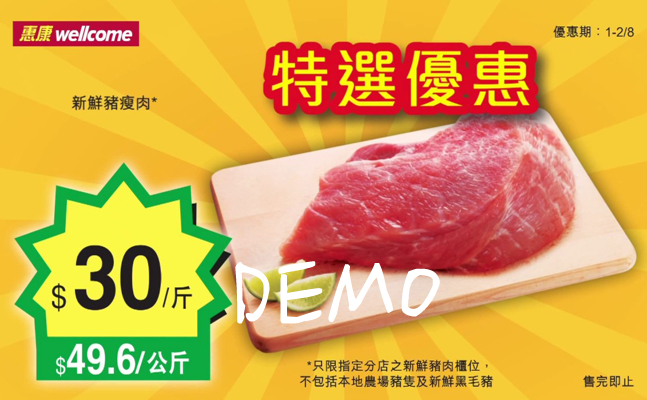 惠康 wellcome
優惠期：1-2/8
特選優惠
新鮮豬瘦肉*
$30/斤
$49.6/公斤
DEMO
*只限指定分店之新鮮豬肉櫃位，
不包括本地農場豬隻及新鮮黑毛豬
售完即止